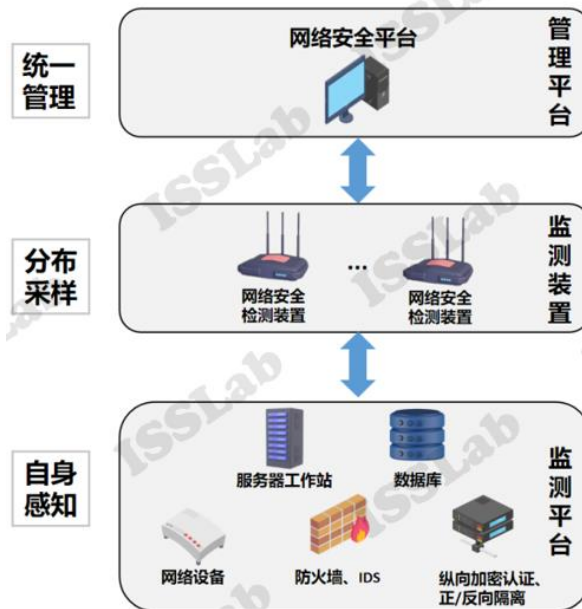 统一
管理
网络安全平台
管理平台
ISSLab
ISSLab
分布
采样
网络安全
检测装置
...
网络安全
检测装置
监测装置
ISSLab
ISSLab
自身
感知
服务器工作站
数据库
网络设备
防火墙、IDS
纵向加密认证、
正/反向隔离
监测平台
ISSLab
ISSLab